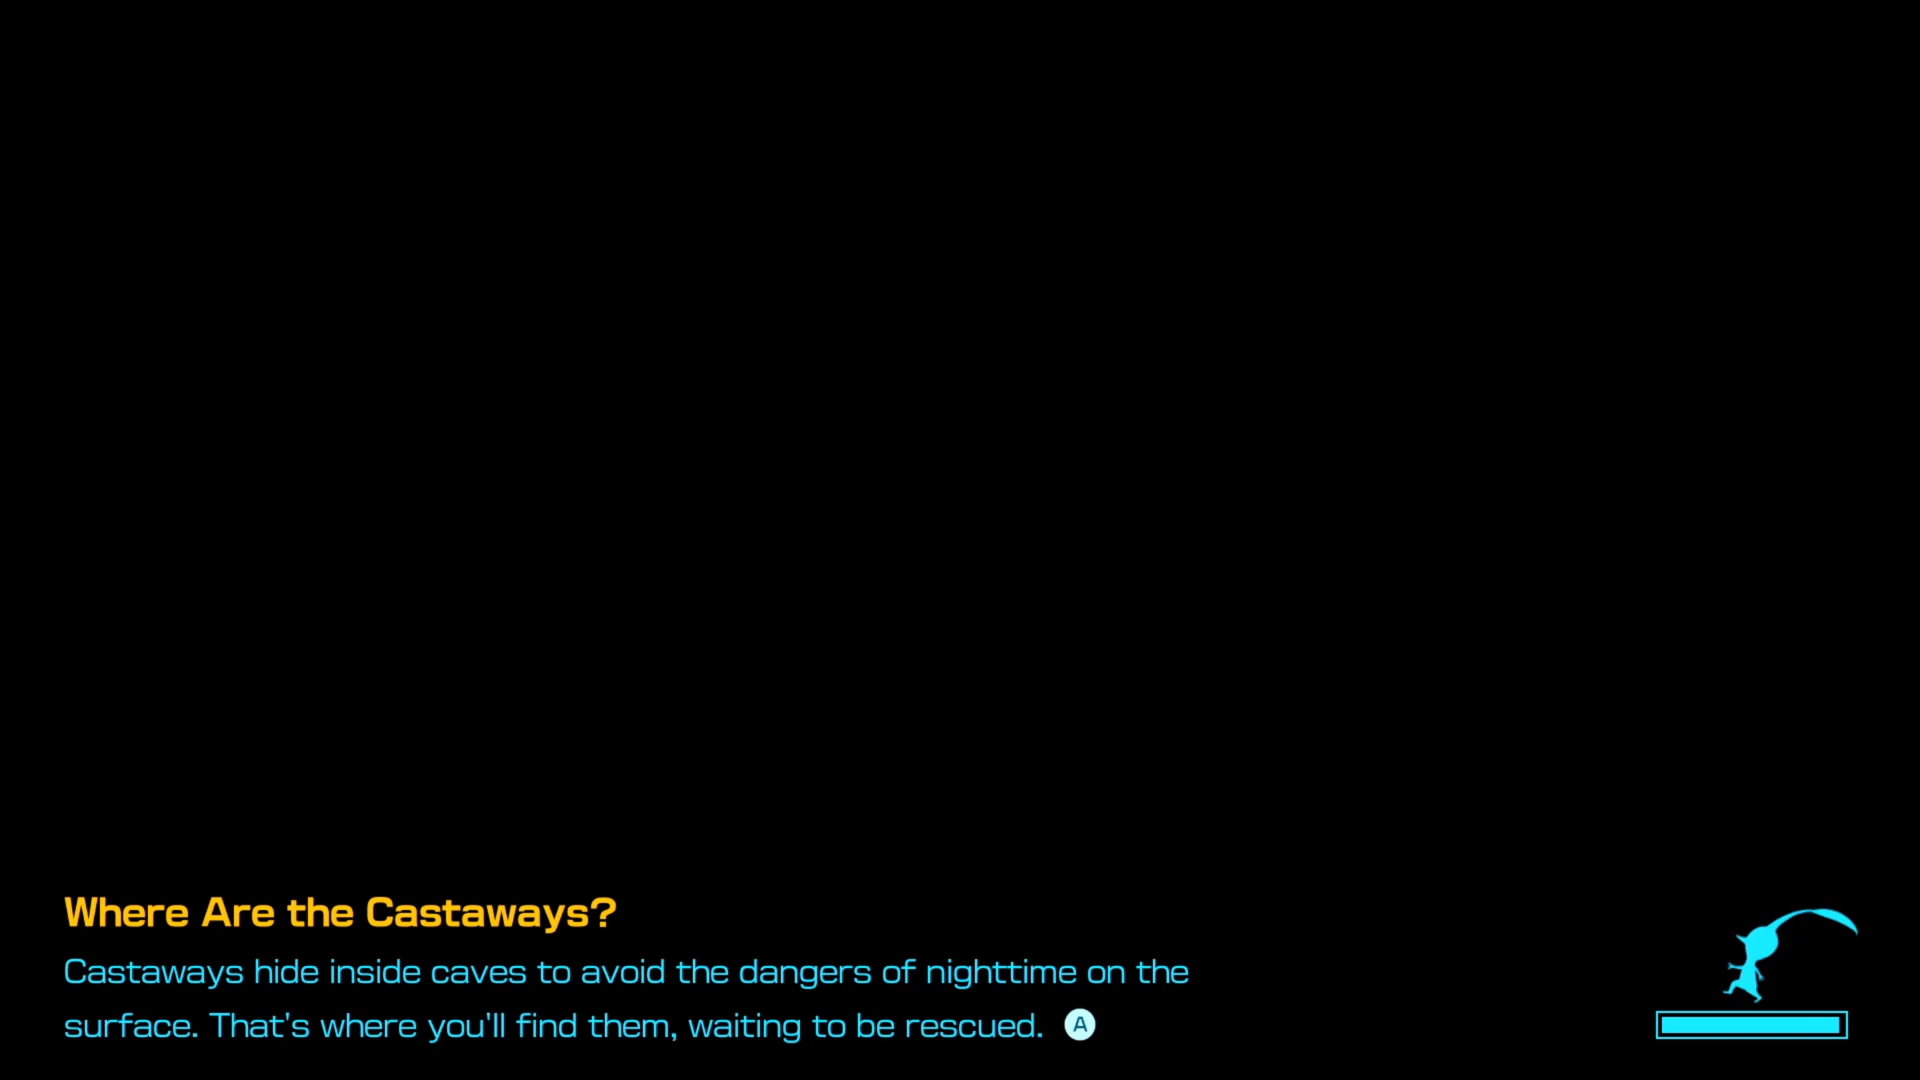 Where Are the Castaways?
Castaways hide inside caves to avoid the dangers of nighttime on the
surface. That's where you'll find them, waiting to be rescued. A